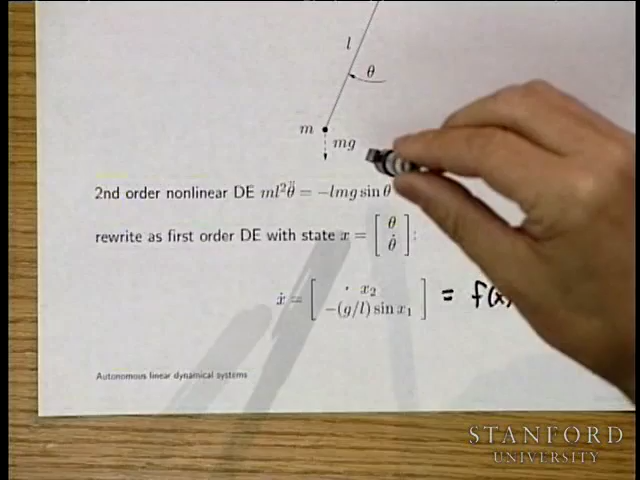 l
θ
m
mg
2nd order nonlinear DE ml²θ̈ = −lmg sin θ
rewrite as first order DE with state x = [ θ θ̇ ] :
ẋ = [ x₂ −(g/l) sin x₁ ] = f(x)
Autonomous linear dynamical systems
STANFORD
UNIVERSITY